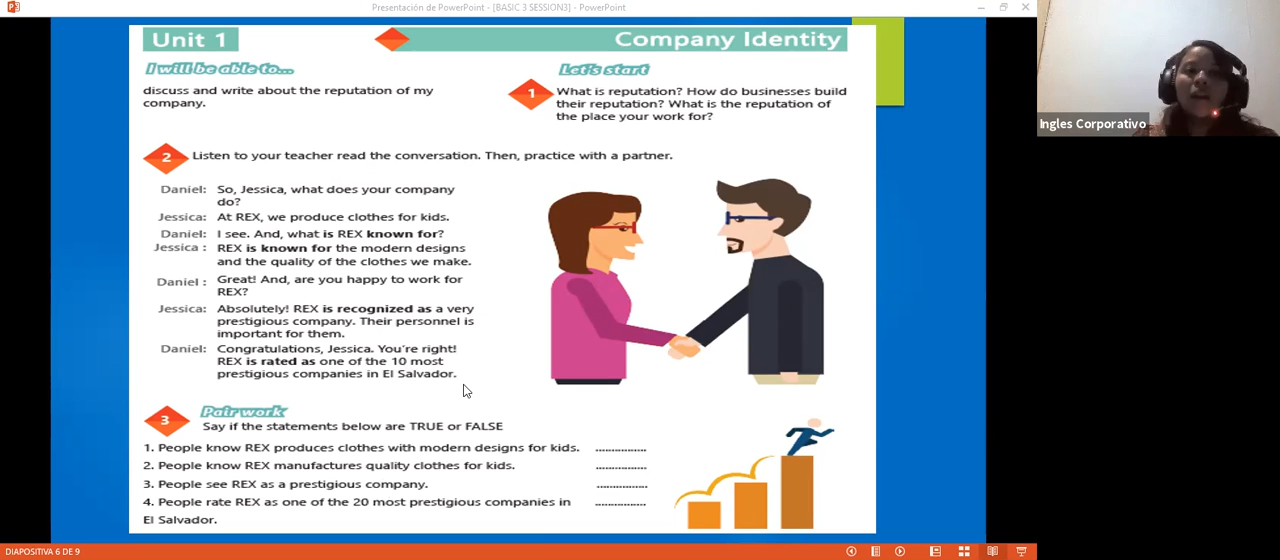 Presentación de PowerPoint - [BASIC 3 SESSION3] - PowerPoint
Unit 1
Company Identity
I will be able to...
discuss and write about the reputation of my
company.
Let's start
1
What is reputation? How do businesses build
their reputation? What is the reputation of
the place your work for?
Ingles Corporativo
2 Listen to your teacher read the conversation. Then, practice with a partner.
Daniel: So, Jessica, what does your company
do?
Jessica: At REX, we produce clothes for kids.
Daniel: I see. And, what is REX known for?
Jessica : REX is known for the modern designs
and the quality of the clothes we make.
Daniel : Great! And, are you happy to work for
REX?
Jessica: Absolutely! REX is recognized as a very
prestigious company. Their personnel is
important for them.
Daniel: Congratulations, Jessica. You're right!
REX is rated as one of the 10 most
prestigious companies in El Salvador.
3
Pair work
Say if the statements below are TRUE or FALSE
1. People know REX produces clothes with modern designs for kids. ................
2. People know REX manufactures quality clothes for kids. ................
3. People see REX as a prestigious company. ................
4. People rate REX as one of the 20 most prestigious companies in ................
El Salvador.
DIAPOSITIVA 6 DE 9